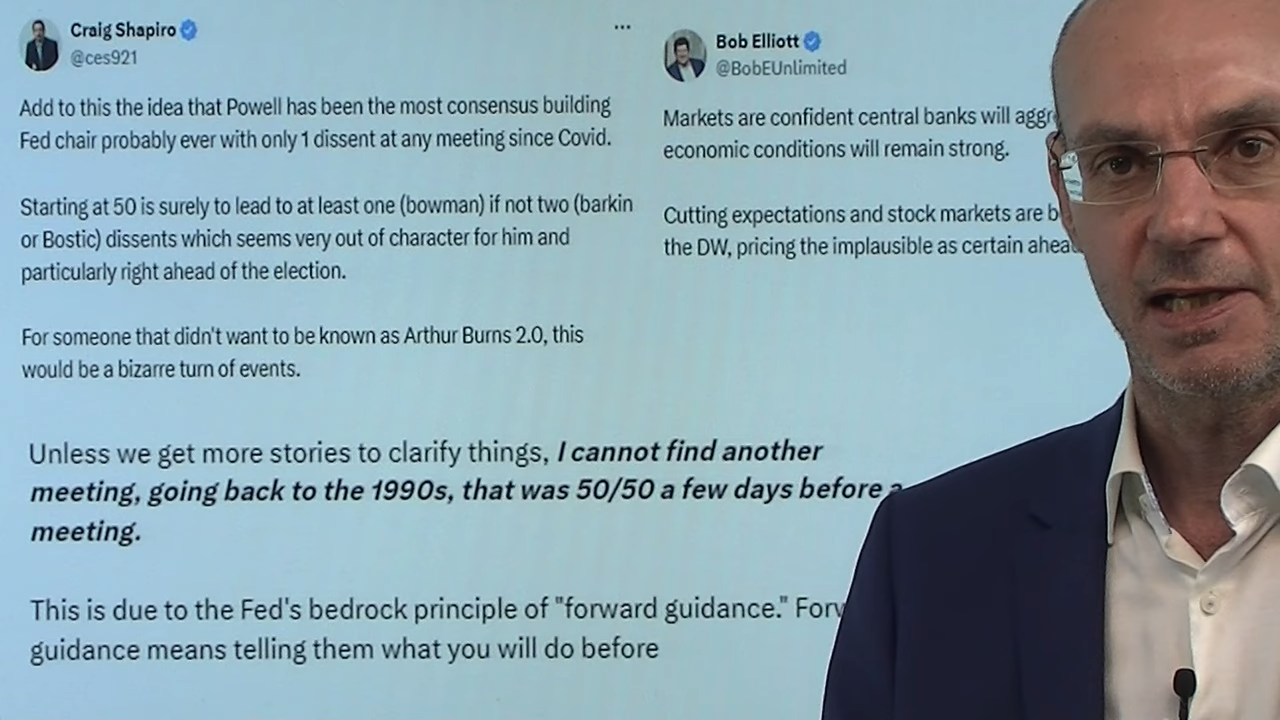 Craig Shapiro
@ces921
Add to this the idea that Powell has been the most consensus building
Fed chair probably ever with only 1 dissent at any meeting since Covid.
Starting at 50 is surely to lead to at least one (bowman) if not two (barkin
or Bostic) dissents which seems very out of character for him and
particularly right ahead of the election.
For someone that didn't want to be known as Arthur Burns 2.0, this
would be a bizarre turn of events.
Bob Elliott
@BobEUnlimited
Markets are confident central banks will
economic conditions will remain strong.
Cutting expectations and stock markets are
the DW, pricing the implausible as certain
Unless we get more stories to clarify things, I cannot find another
meeting, going back to the 1990s, that was 50/50 a few days before a
meeting.
This is due to the Fed's bedrock principle of "forward guidance."
guidance means telling them what you will do before